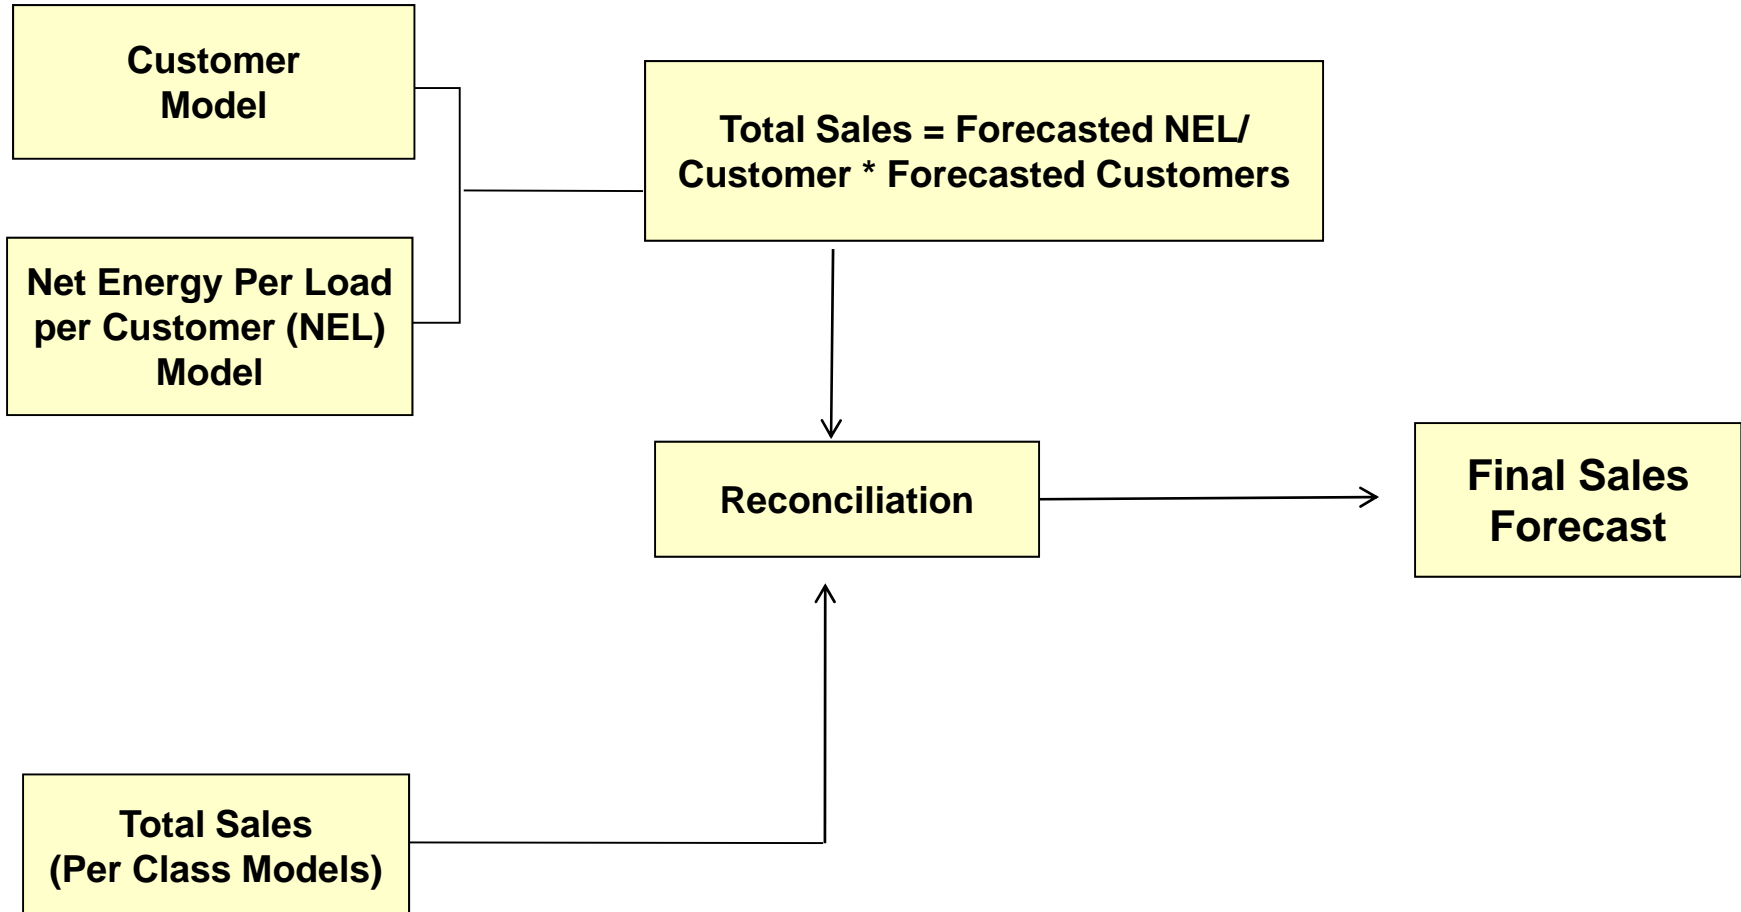 Customer
Model
Total Sales = Forecasted NEL/
Customer * Forecasted Customers
Net Energy Per Load
per Customer (NEL)
Model
Reconciliation
Final Sales
Forecast
Total Sales
(Per Class Models)